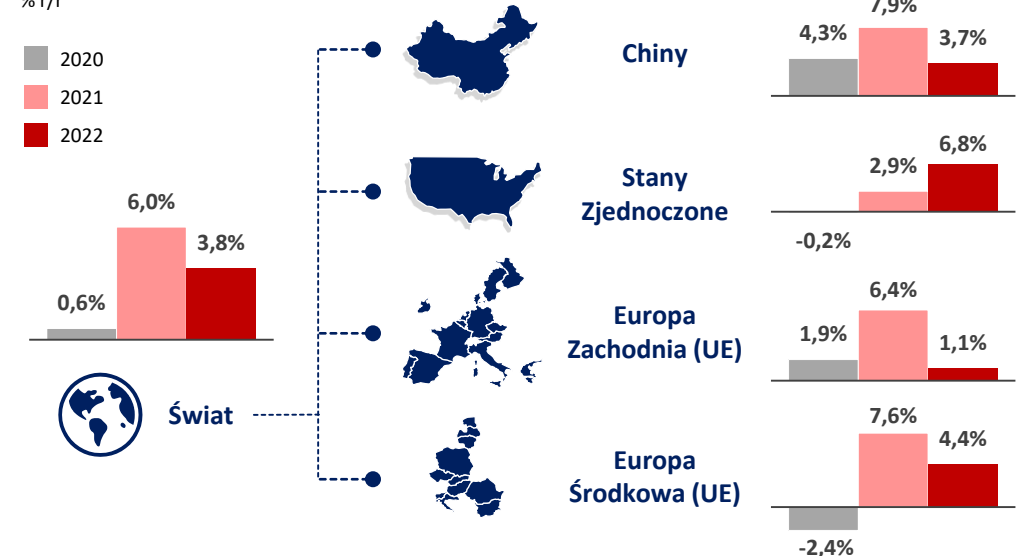 % r/r
2020
2021
2022
0,6%
6,0%
3,8%
Świat
Chiny
4,3%
7,9%
3,7%
Stany
Zjednoczone
-0,2%
2,9%
6,8%
Europa
Zachodnia (UE)
1,9%
6,4%
1,1%
Europa
Środkowa (UE)
-2,4%
7,6%
4,4%